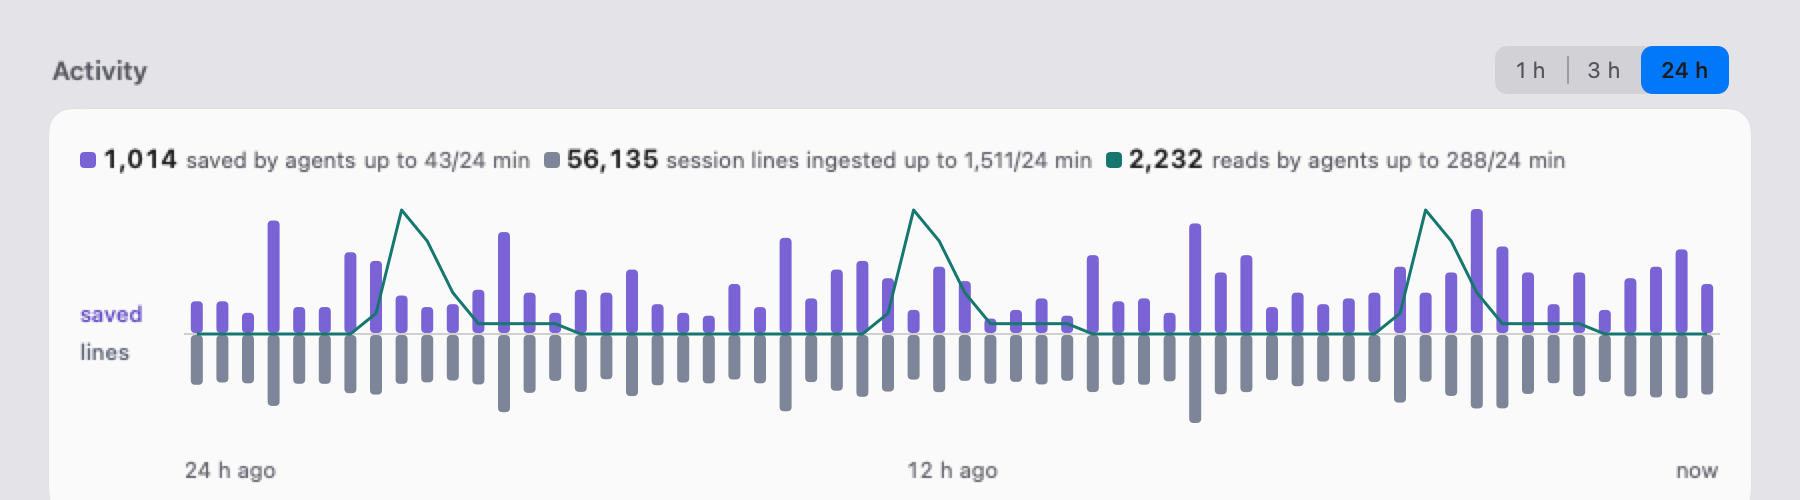 Activity
1 h 3 h 24 h
1,014 saved by agents up to 43/24 min 56,135 session lines ingested up to 1,511/24 min 2,232 reads by agents up to 288/24 min
saved
lines
24 h ago 12 h ago now